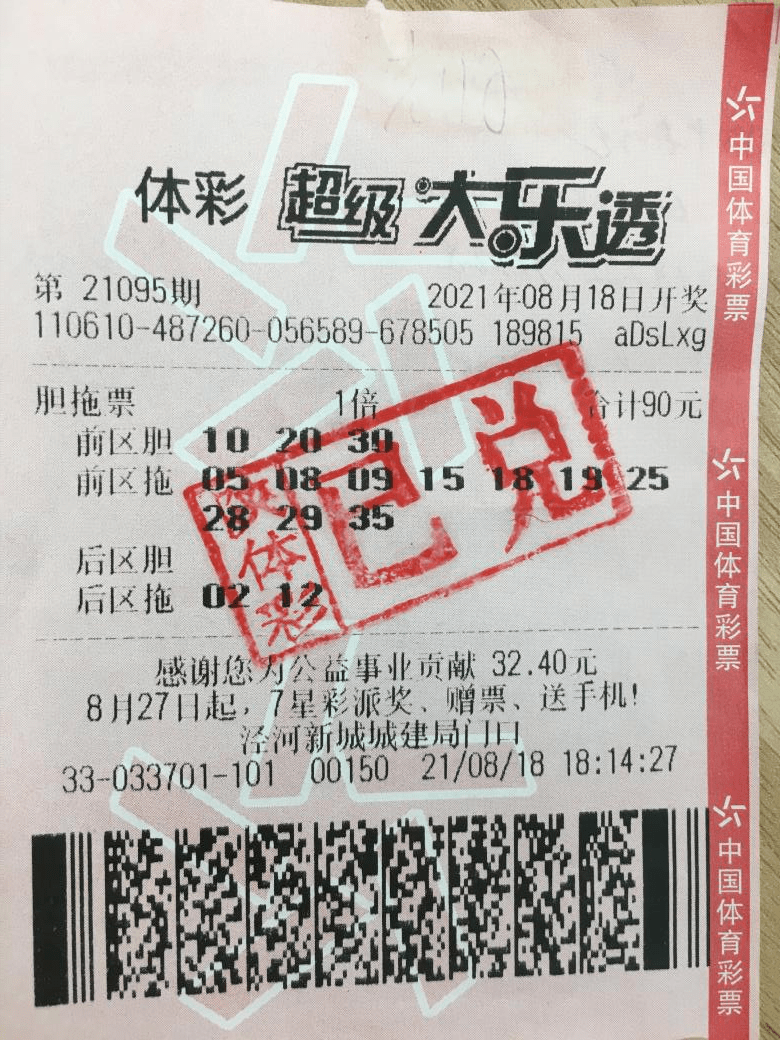 体彩 超级大乐透
第 21095期 2021年08月18日开奖
110610-487260-056589-678505 189815 aDsLxg
胆拖票 1倍 合计90元
前区胆 10 20 30
前区拖 05 08 09 15 18 19 25
28 29 35
后区胆
后区拖 02 12
已兑
体彩
感谢您为公益事业贡献 32.40元
8月27日起，7星彩派奖、赠票、送手机!
泾河新城城建局门口
33-033701-101 00150 21/08/18 18:14:27
中国体育彩票
中国体育彩票
中国体育彩票